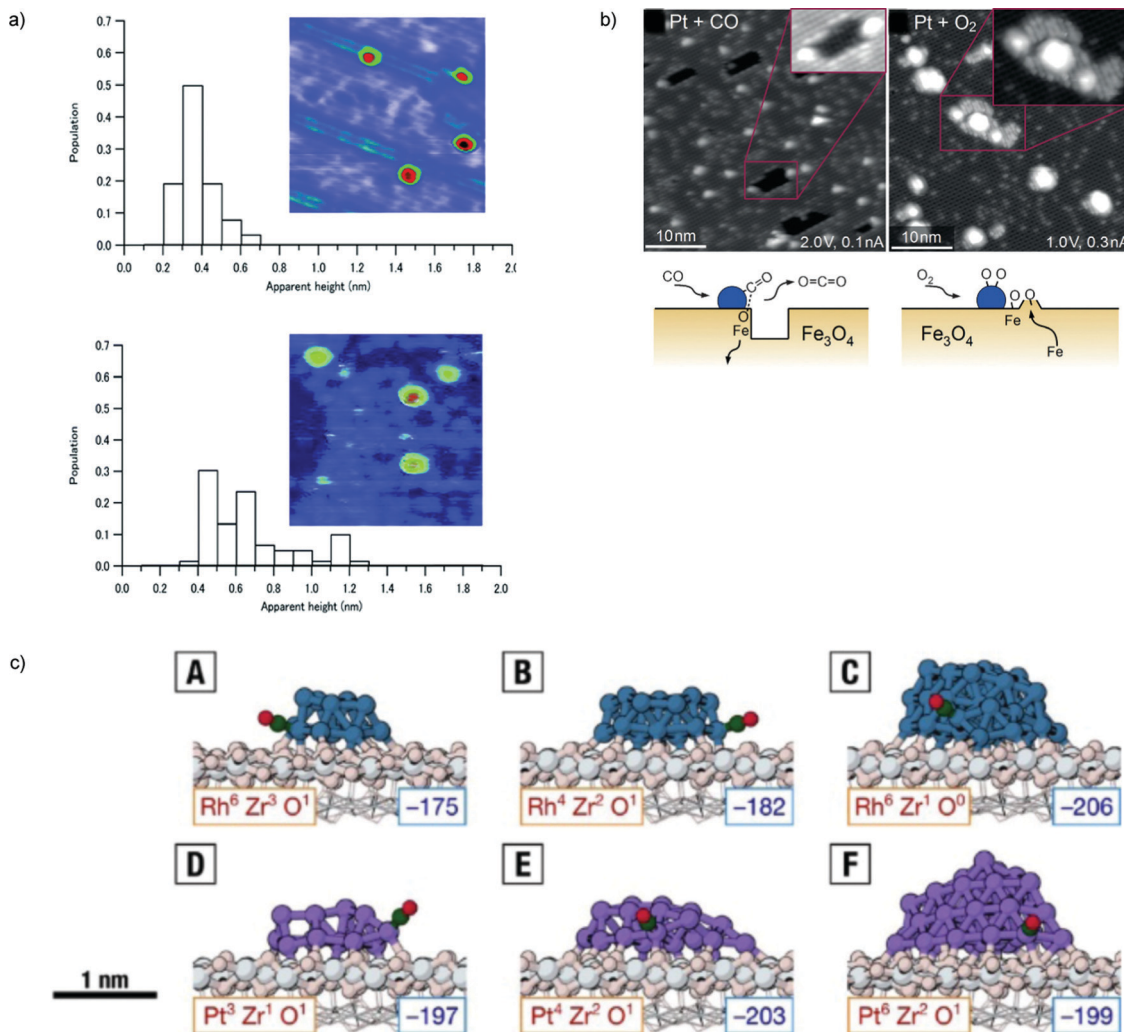 a)
0.7
0.6
0.5
0.4
0.3
0.2
0.1
0.0
Population
0.0 0.2 0.4 0.6 0.8 1.0 1.2 1.4 1.6 1.8 2.0
Apparent height (nm)
0.7
0.6
0.5
0.4
0.3
0.2
0.1
0.0
Population
0.0 0.2 0.4 0.6 0.8 1.0 1.2 1.4 1.6 1.8 2.0
Apparent height (nm)
b)
Pt + CO
10nm
2.0V, 0.1nA
Pt + O₂
10nm
1.0V, 0.3nA
CO
C=O
O
O=C=O
Fe
Fe₃O₄
O₂
O O
O
O
Fe
Fe₃O₄
Fe
c)
A
Rh⁶ Zr³ O¹
−175
B
Rh⁴ Zr² O¹
−182
C
Rh⁶ Zr¹ O⁰
−206
D
Pt³ Zr¹ O¹
−197
E
Pt⁴ Zr² O¹
−203
F
Pt⁶ Zr² O¹
−199
1 nm